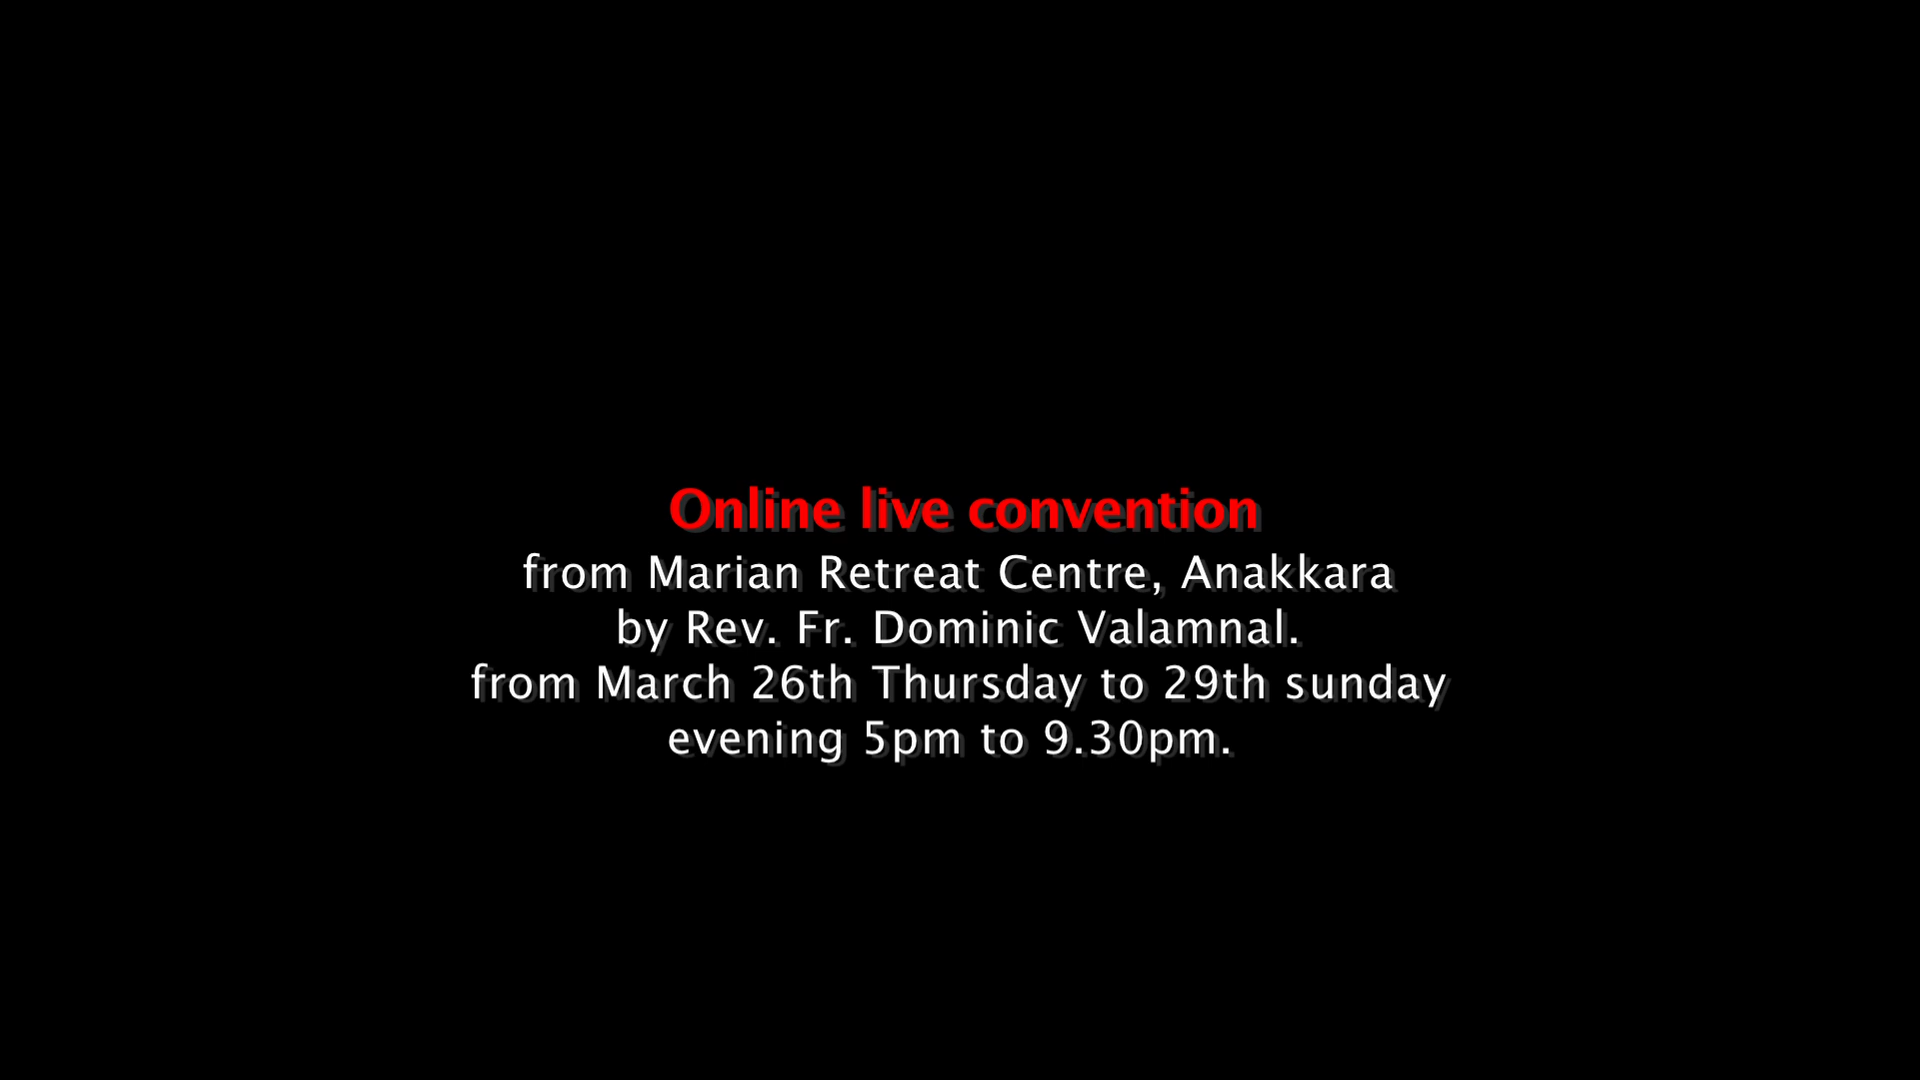 Online live convention
from Marian Retreat Centre, Anakkara
by Rev. Fr. Dominic Valamnal.
from March 26th Thursday to 29th sunday
evening 5pm to 9.30pm.